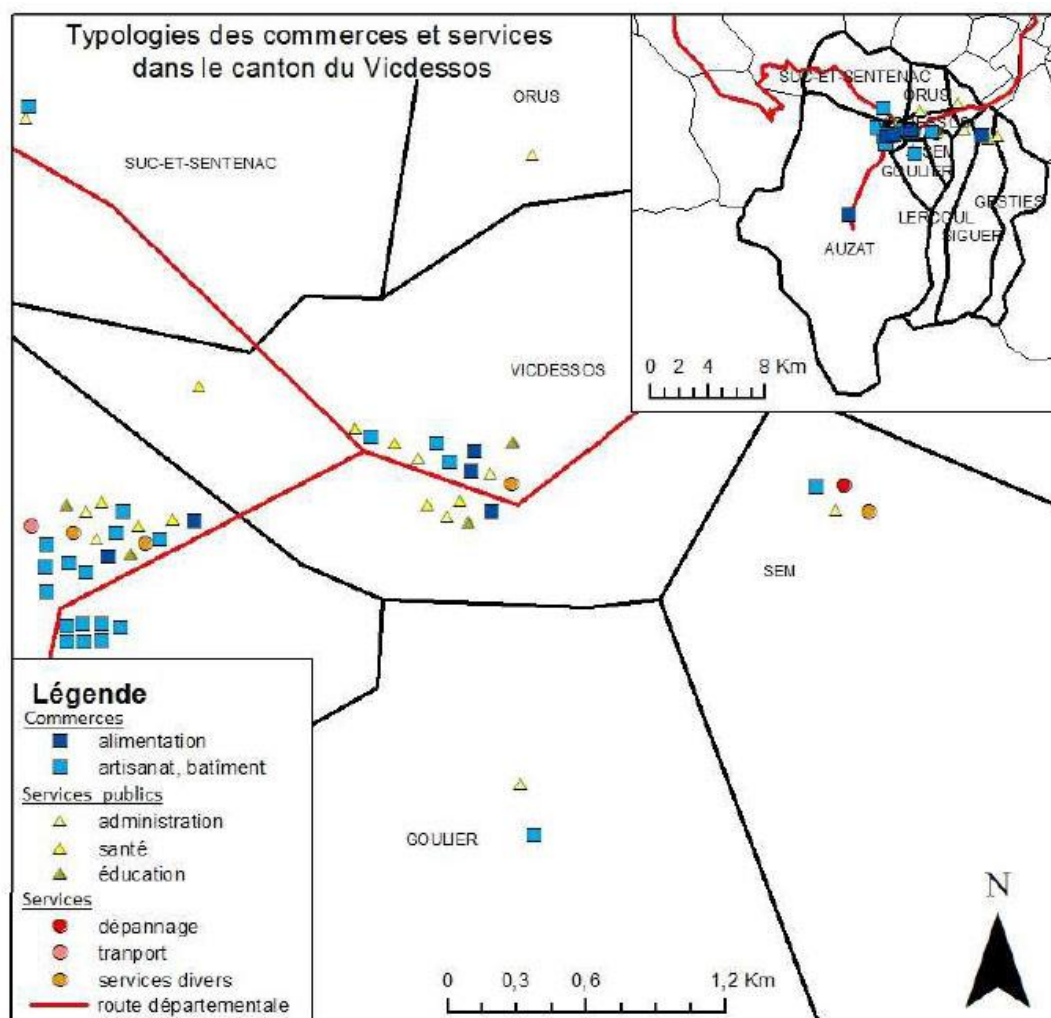 Typologies des commerces et services
dans le canton du Vicdessos
ORUS
SUC-ET-SENTENAC
VICDESSOS
SEM
GOULIER
SUC-ET-SENTENAC
ORUS
SEM
GOULIER
GESTIES
LERCOUL
SIGUER
AUZAT
0 2 4 8 Km
Légende
Commerces
alimentation
artisanat, batîment
Services publics
administration
santé
éducation
Services
dépannage
tranport
services divers
route départementale
0 0,3 0,6 1,2 Km
N